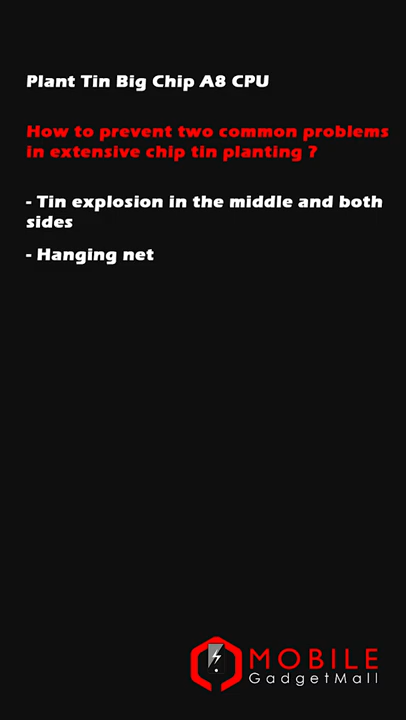 Plant Tin Big Chip A8 CPU
How to prevent two common problems
in extensive chip tin planting ?
- Tin explosion in the middle and both
sides
- Hanging net
MOBILE
GadgetMall